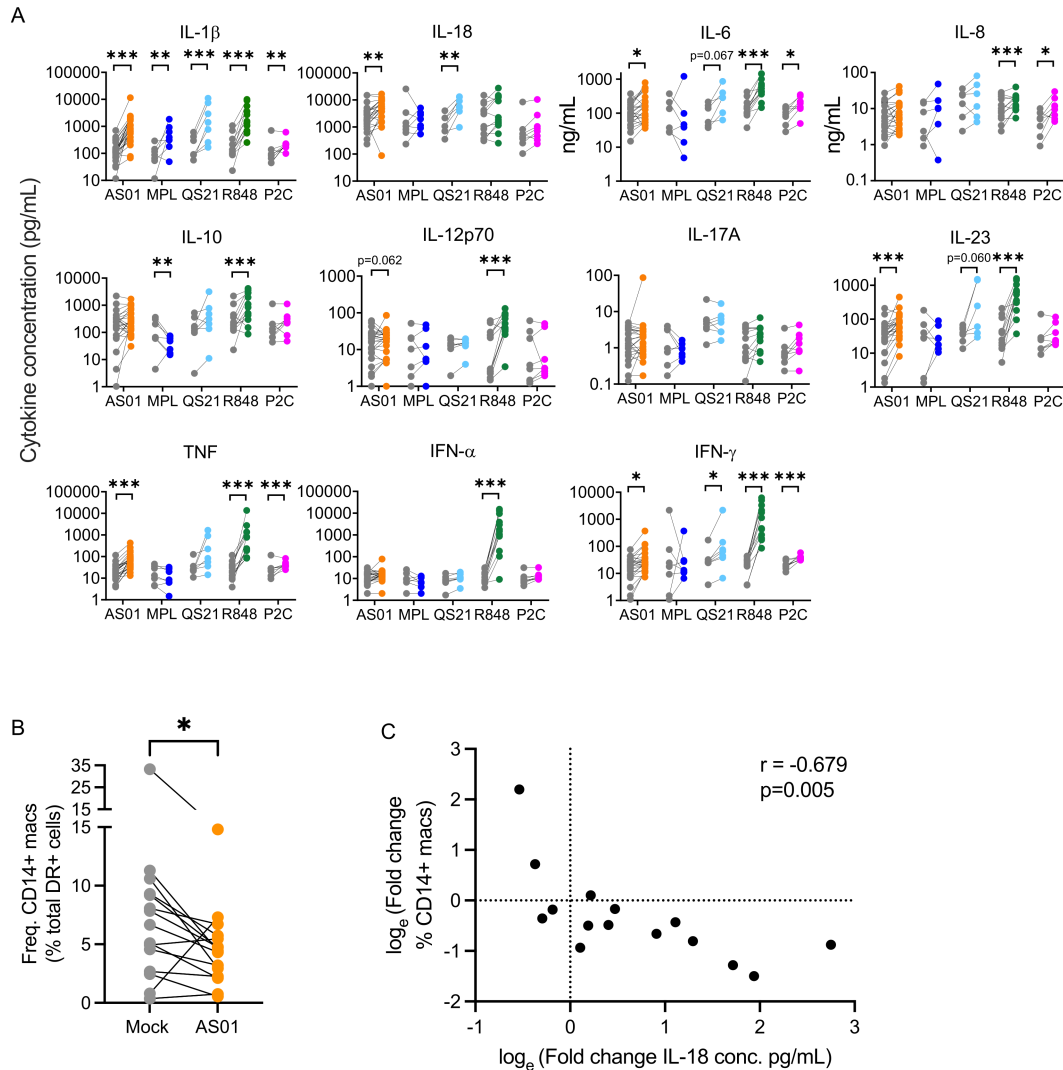 A
Cytokine concentration (pg/mL)
IL-1β
*** ** *** *** **
100000
10000
1000
100
10
AS01 MPL QS21 R848 P2C
IL-18
** **
100000
10000
1000
100
10
AS01 MPL QS21 R848 P2C
IL-6
* p=0.067 *** *
ng/mL
1000
100
10
1
AS01 MPL QS21 R848 P2C
IL-8
*** *
ng/mL
100
10
1
0.1
AS01 MPL QS21 R848 P2C
IL-10
** ***
10000
1000
100
10
1
AS01 MPL QS21 R848 P2C
IL-12p70
p=0.062 ***
1000
100
10
1
AS01 MPL QS21 R848 P2C
IL-17A
100
10
1
0.1
AS01 MPL QS21 R848 P2C
IL-23
*** p=0.060 ***
1000
100
10
1
AS01 MPL QS21 R848 P2C
TNF
*** *** ***
100000
10000
1000
100
10
1
AS01 MPL QS21 R848 P2C
IFN-α
***
100000
10000
1000
100
10
1
AS01 MPL QS21 R848 P2C
IFN-γ
* * *** ***
10000
1000
100
10
1
AS01 MPL QS21 R848 P2C
B
*
Freq. CD14+ macs
(% total DR+ cells)
35
25
15
15
10
5
0
Mock AS01
C
r = -0.679
p=0.005
logₑ (Fold change
% CD14+ macs)
3
2
1
0
-1
-2
-1 0 1 2 3
logₑ (Fold change IL-18 conc. pg/mL)